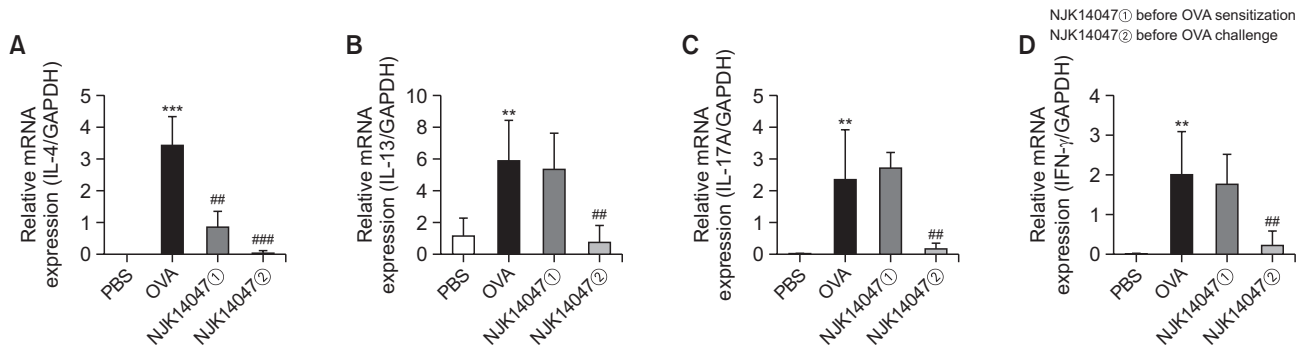 NJK14047① before OVA sensitization
NJK14047② before OVA challenge
A
Relative mRNA
expression (IL-4/GAPDH)
5
4
3
2
1
0
***
##
###
PBS
OVA
NJK14047①
NJK14047②
B
Relative mRNA
expression (IL-13/GAPDH)
10
8
6
4
2
0
**
##
PBS
OVA
NJK14047①
NJK14047②
C
Relative mRNA
expression (IL-17A/GAPDH)
5
4
3
2
1
0
**
##
PBS
OVA
NJK14047①
NJK14047②
D
Relative mRNA
expression (IFN-γ/GAPDH)
4
3
2
1
0
**
##
PBS
OVA
NJK14047①
NJK14047②